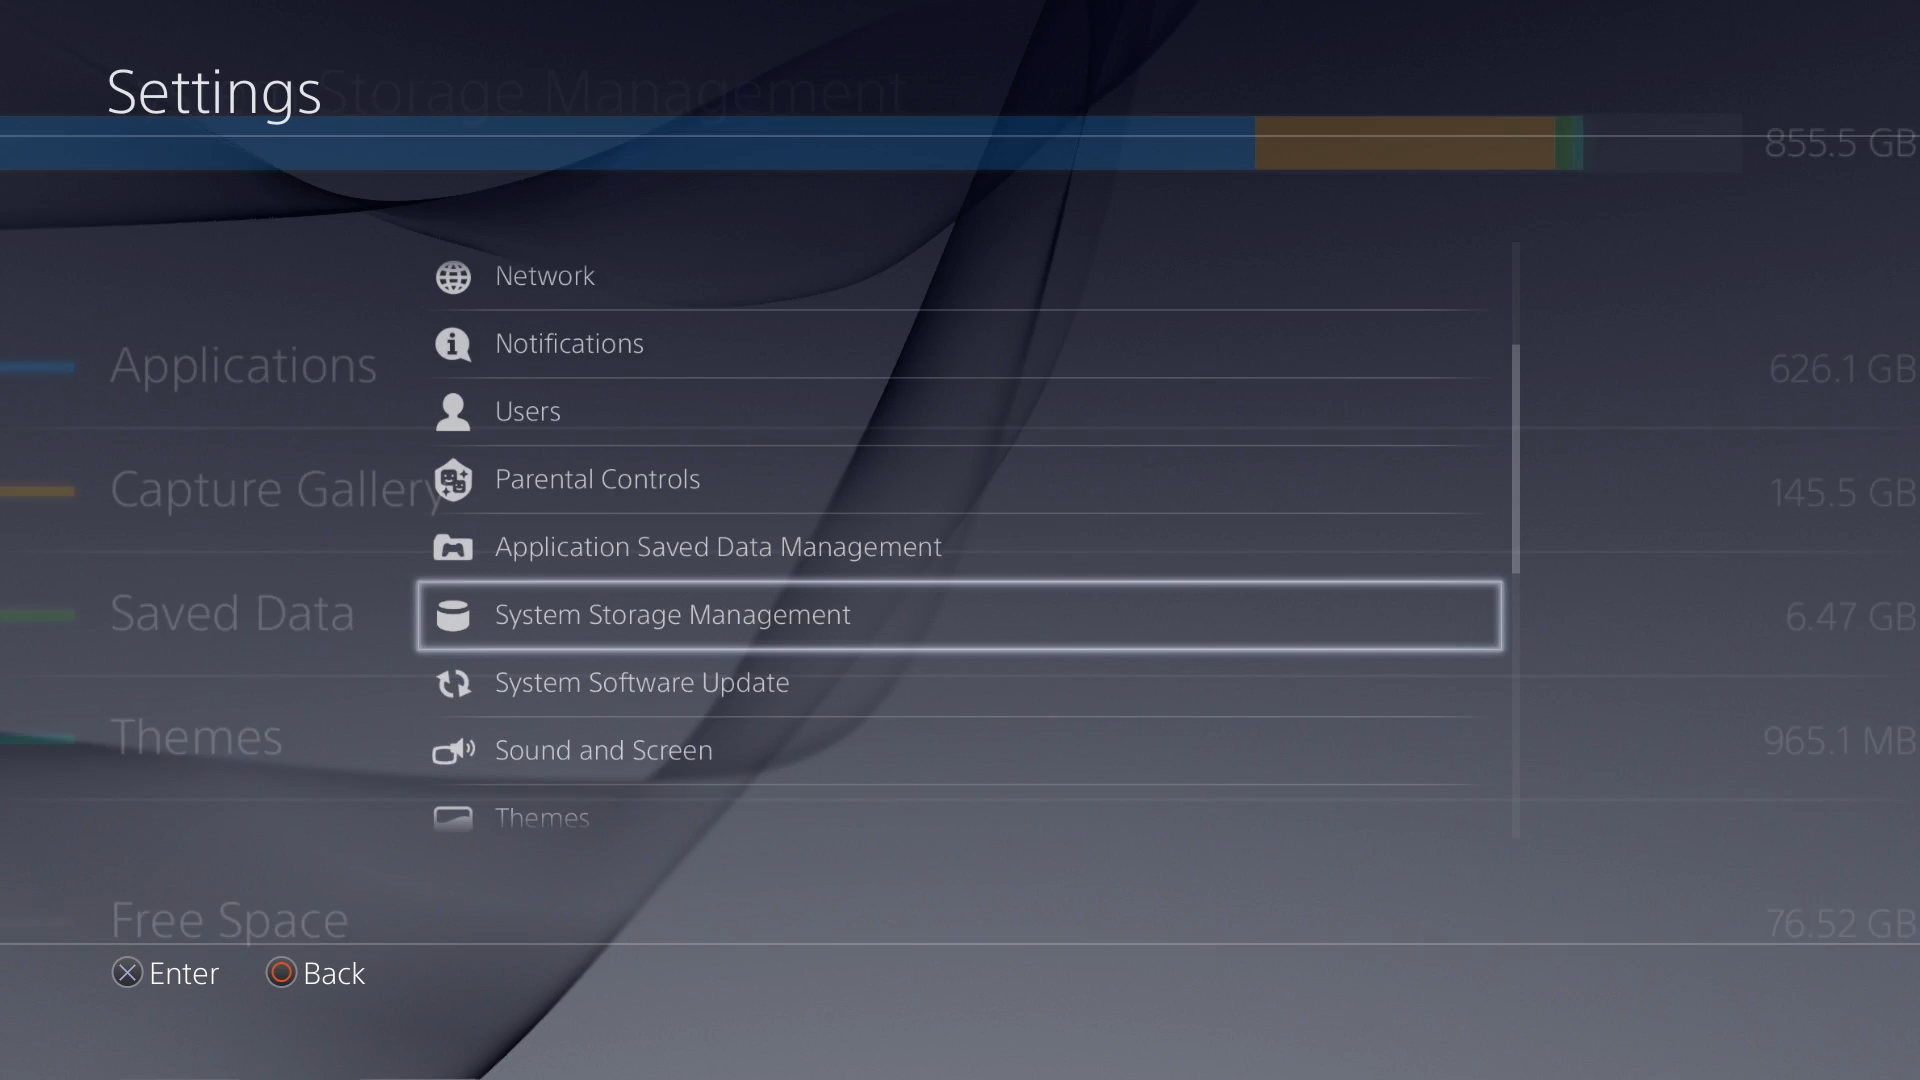 Settings
Storage Management
855.5 GB
Network
Notifications
Applications
626.1 GB
Users
Parental Controls
Capture Gallery
145.5 GB
Application Saved Data Management
System Storage Management
Saved Data
6.47 GB
System Software Update
Themes
965.1 MB
Sound and Screen
Themes
Free Space
76.52 GB
Enter
Back